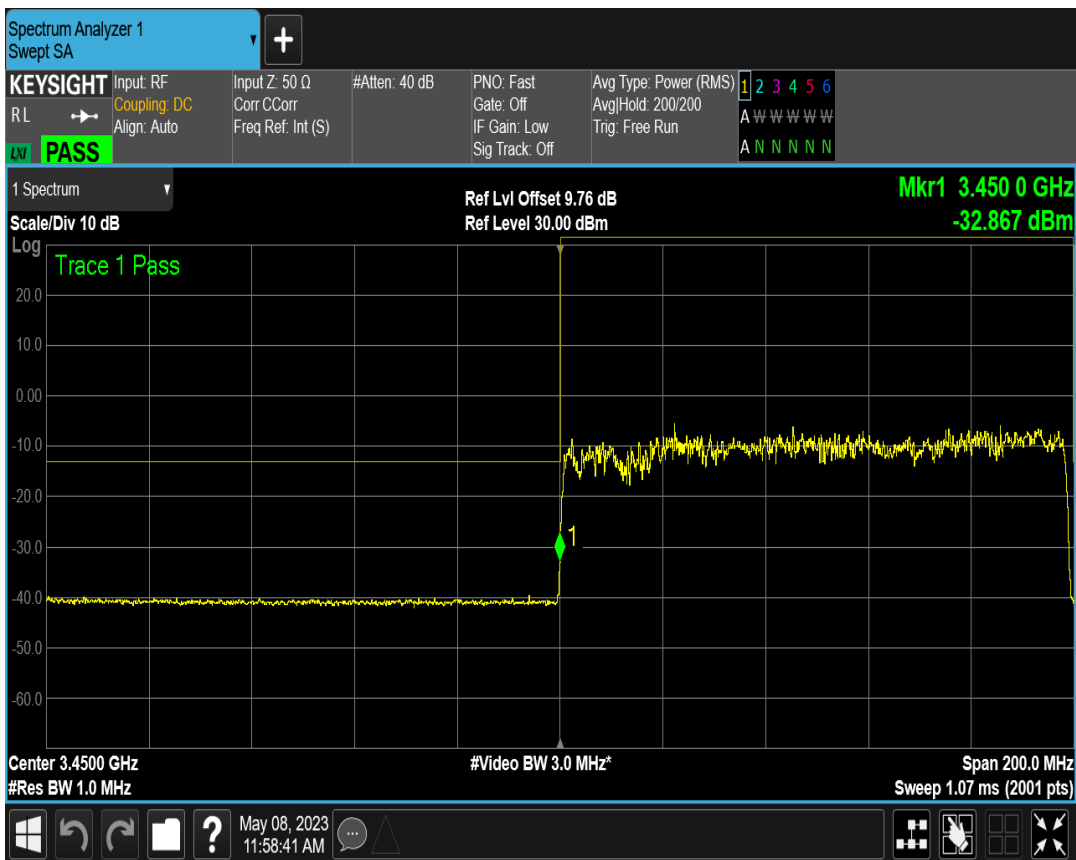 Spectrum Analyzer 1
Swept SA
+
KEYSIGHT
RL
LXI PASS
Input: RF
Coupling: DC
Align: Auto
Input Z: 50 Ω
Corr CCorr
Freq Ref: Int (S)
#Atten: 40 dB
PNO: Fast
Gate: Off
IF Gain: Low
Sig Track: Off
Avg Type: Power (RMS)
Avg|Hold: 200/200
Trig: Free Run
1 2 3 4 5 6
A W W W W W
A N N N N N
1 Spectrum
Scale/Div 10 dB
Ref Lvl Offset 9.76 dB
Ref Level 30.00 dBm
Mkr1 3.450 0 GHz
-32.867 dBm
Log
Trace 1 Pass
20.0
10.0
0.00
-10.0
-20.0
1
-30.0
-40.0
-50.0
-60.0
Center 3.4500 GHz
#Res BW 1.0 MHz
#Video BW 3.0 MHz*
Span 200.0 MHz
Sweep 1.07 ms (2001 pts)
?
May 08, 2023
11:58:41 AM